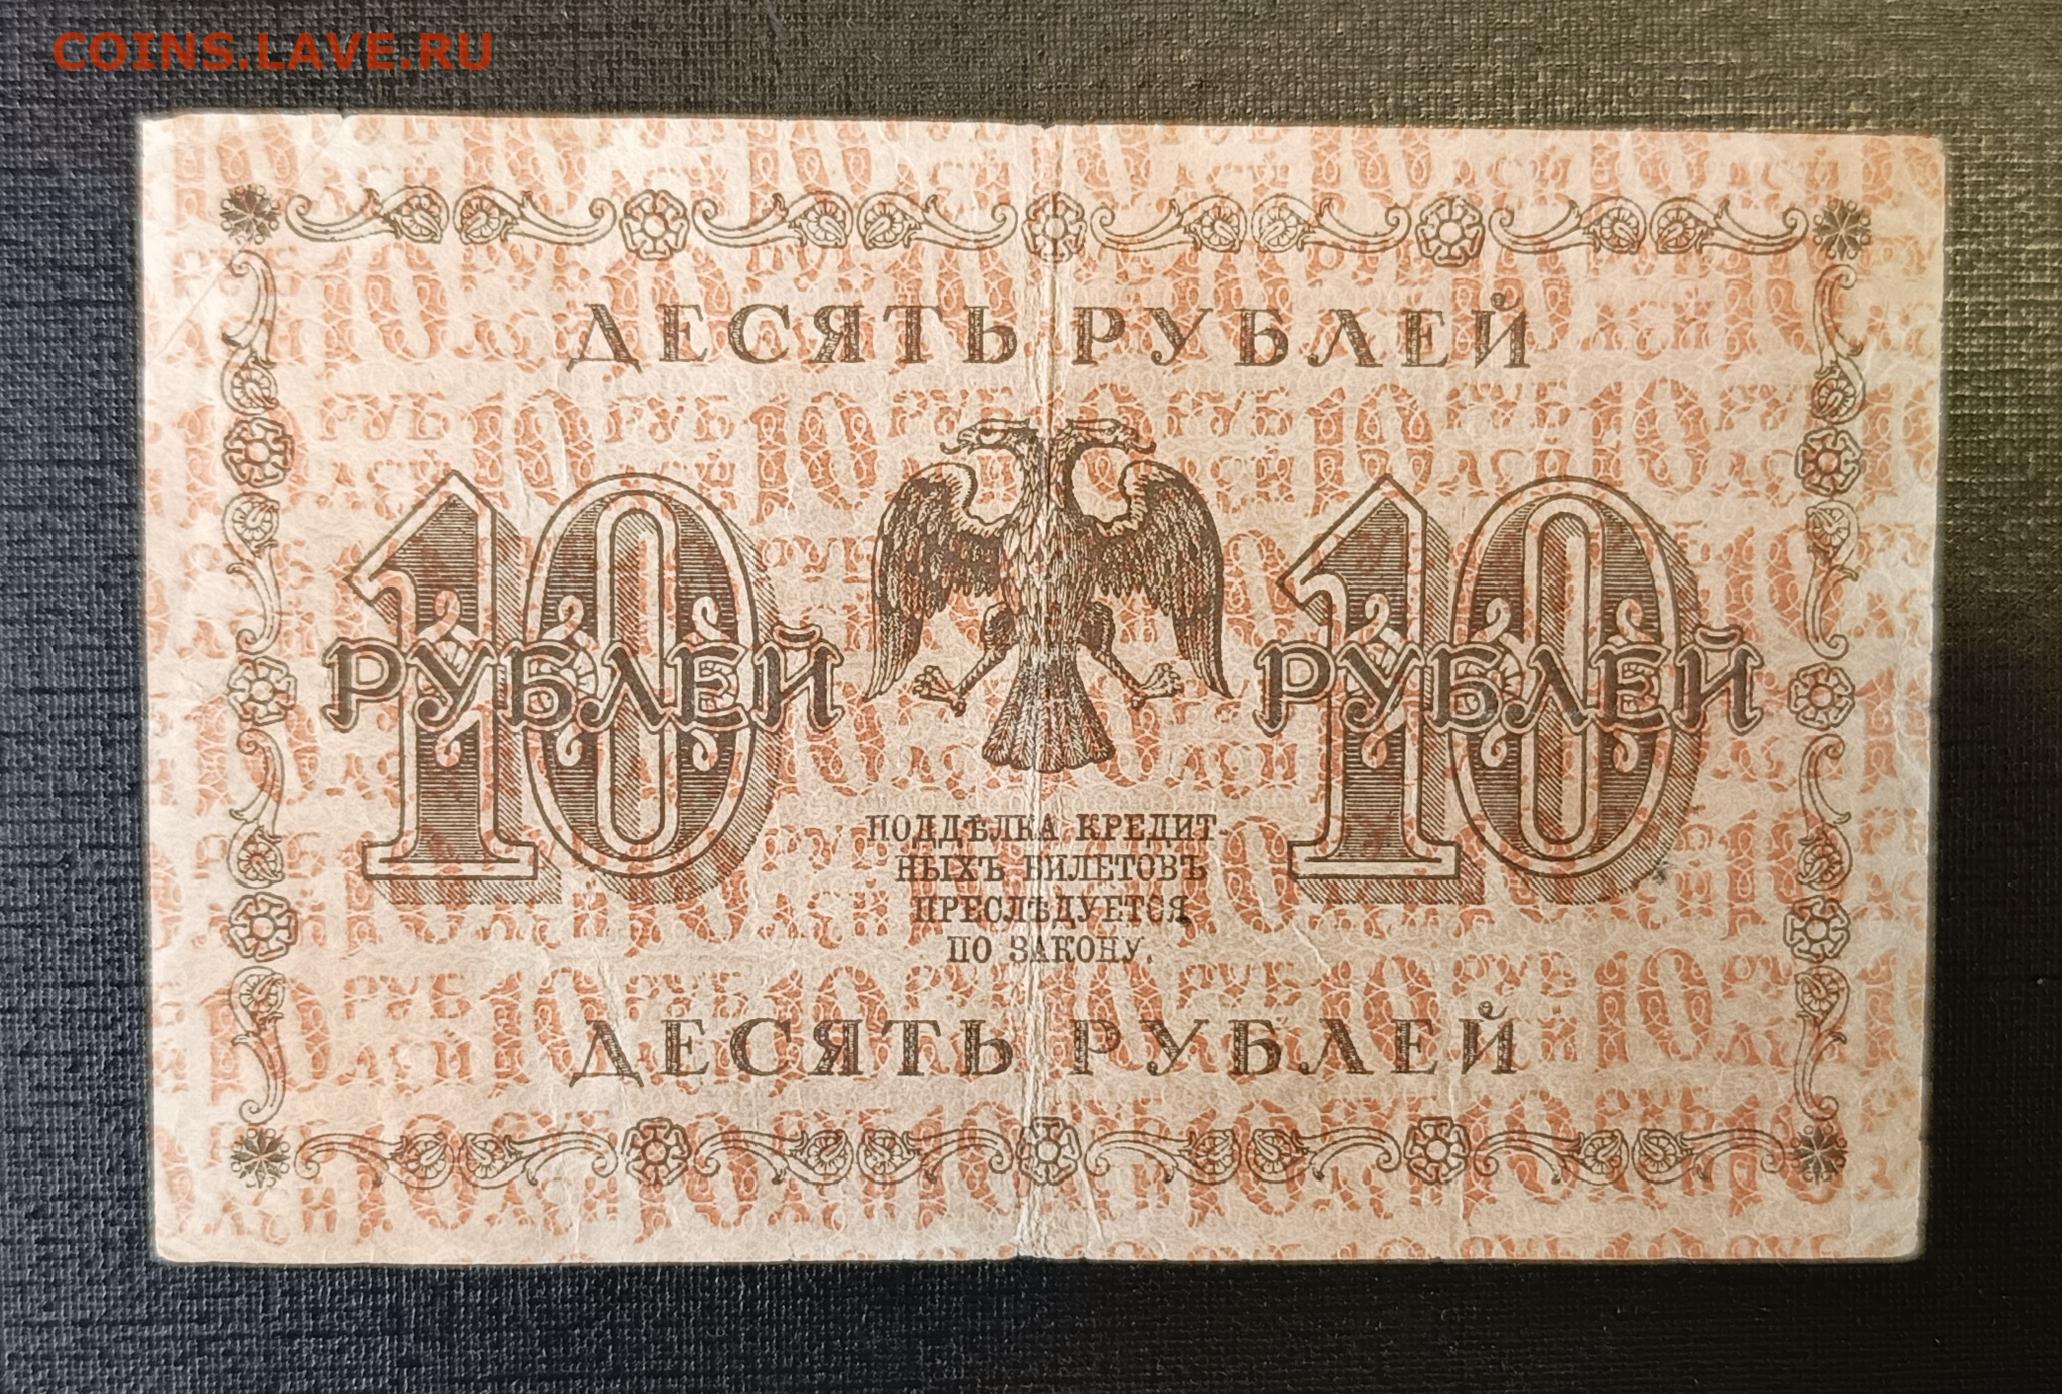 COINS.LAVE.RU
ДЕСЯТЬ РУБЛЕЙ
10 10
РУБЛЕЙ РУБЛЕЙ
ПОДДѢЛКА КРЕДИТ-
НЫХЪ БИЛЕТОВЪ
ПРЕСЛѢДУЕТСЯ
ПО ЗАКОНУ.
ДЕСЯТЬ РУБЛЕЙ